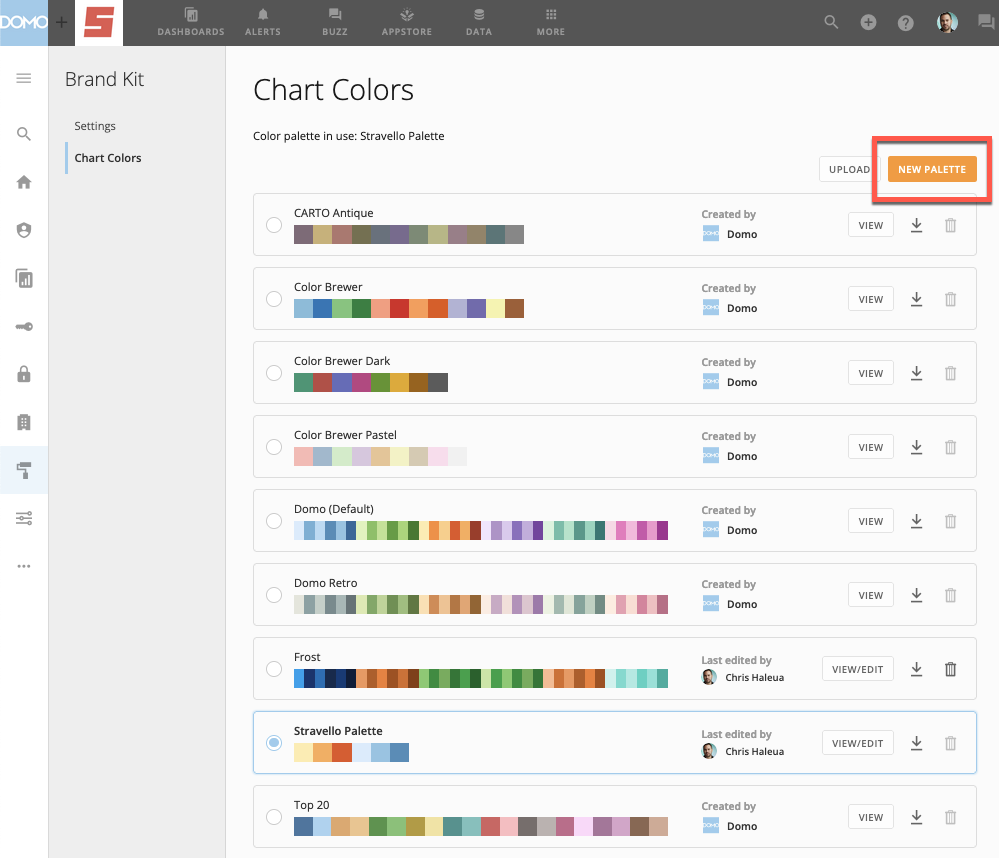 DOMO
DASHBOARDS
ALERTS
BUZZ
APPSTORE
DATA
MORE
Brand Kit
Settings
Chart Colors
Chart Colors
Color palette in use: Stravello Palette
UPLOAD
NEW PALETTE
CARTO Antique
Created by
DOMO
Domo
VIEW
Color Brewer
Created by
DOMO
Domo
VIEW
Color Brewer Dark
Created by
DOMO
Domo
VIEW
Color Brewer Pastel
Created by
DOMO
Domo
VIEW
Domo (Default)
Created by
DOMO
Domo
VIEW
Domo Retro
Created by
DOMO
Domo
VIEW
Frost
Last edited by
Chris Haleua
VIEW/EDIT
Stravello Palette
Last edited by
Chris Haleua
VIEW/EDIT
Top 20
Created by
DOMO
Domo
VIEW